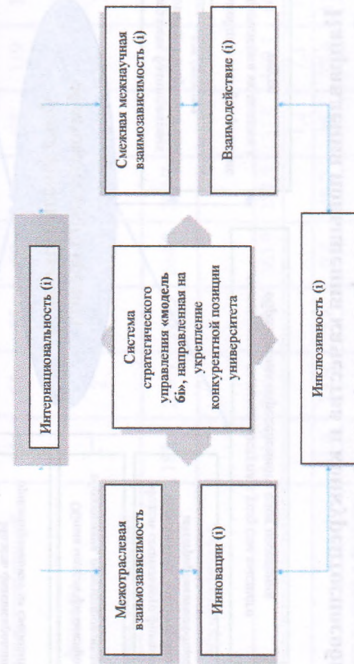 Интернациональность (i)
Межотраслевая
взаимозависимость
Система
стратегического
управления «модель
6i», направленная на
укрепление
конкурентной позиции
университета
Смежная межнаучная
взаимозависимость (i)
Инновации (i)
Взаимодействие (i)
Инклюзивность (i)